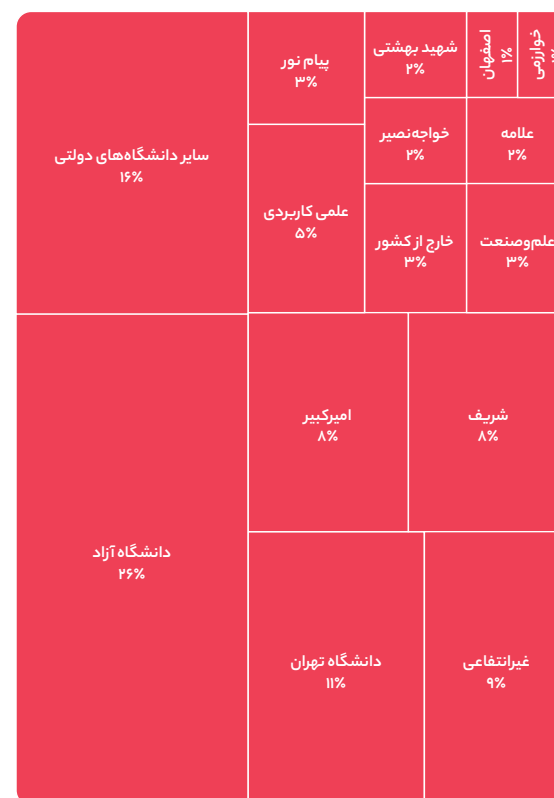 سایر دانشگاه‌های دولتی
۱۶%
پیام نور
۳%
شهید بهشتی
۲%
اصفهان
۱%
خوارزمی
۱%
خواجه‌نصیر
۲%
علامه
۲%
علمی کاربردی
۵%
خارج از کشور
۳%
علم‌وصنعت
۳%
دانشگاه آزاد
۲۶%
امیرکبیر
۸%
شریف
۸%
دانشگاه تهران
۱۱%
غیرانتفاعی
۹%